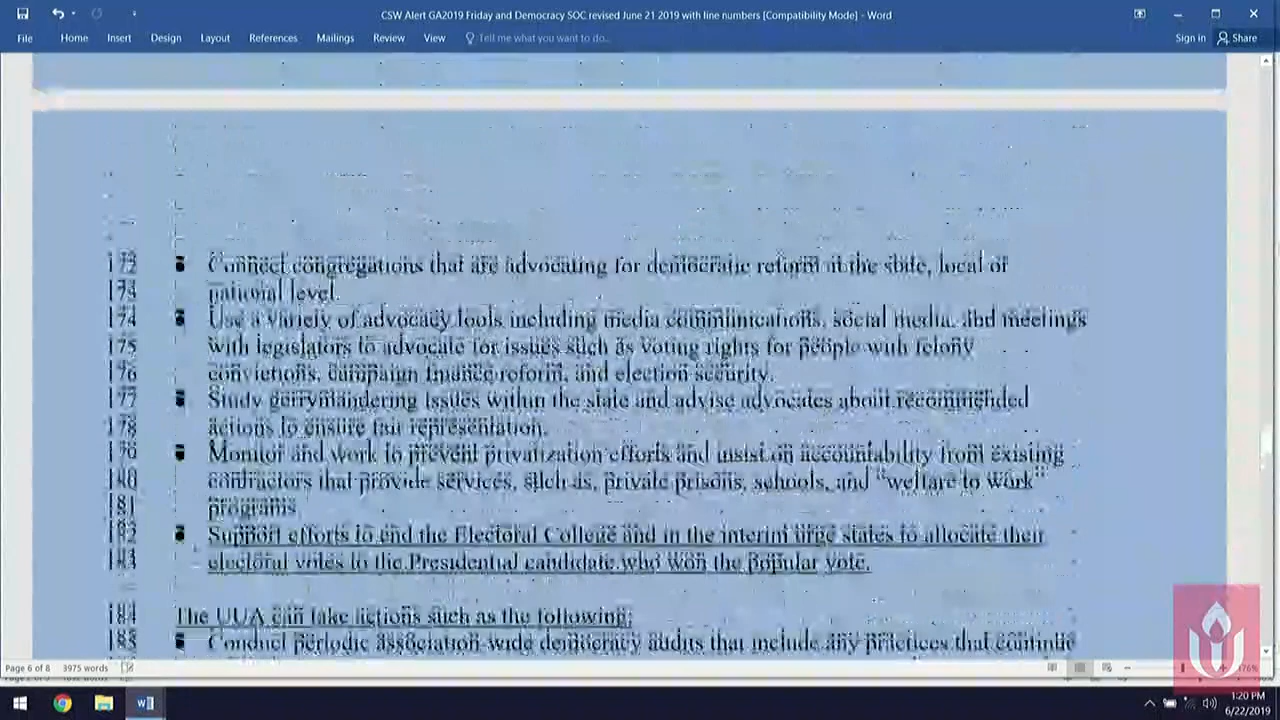 CSW Alert GA2019 Friday and Democracy SOC revised June 21 2019 with line numbers [Compatibility Mode] - Word
File Home Insert Design Layout References Mailings Review View Tell me what you want to do... Sign in Share
172 Connect congregations that are advocating for democratic reform at the state, local or
173 national level.
174 Use a variety of advocacy tools including media communications, social media, and meetings
175 with legislators to advocate for issues such as voting rights for people with felony
176 convictions, campaign finance reform, and election security.
177 Study gerrymandering issues within the state and advise advocates about recommended
178 actions to ensure fair representation.
179 Monitor and work to prevent privatization efforts and insist on accountability from existing
180 contractors that provide services, such as, private prisons, schools, and "welfare to work"
181 programs
182 Support efforts to end the Electoral College and in the interim urge states to allocate their
183 electoral votes to the Presidential candidate who won the popular vote.
184 The UUA can take actions such as the following:
185 Conduct periodic association-wide democracy audits that include any practices that continue
Page 6 of 8 3975 words 176%
1:20 PM
6/22/2019